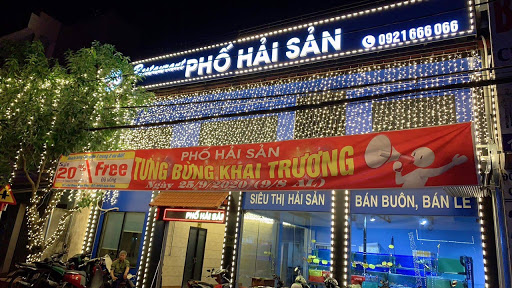 Restaurant PHỐ HẢI SẢN 0921 666 066
PHỐ HẢI SẢN
20% Free
TƯNG BỪNG KHAI TRƯƠNG
Ngày 25/9/2020 (9/8 ÂL)
PHỐ HẢI SẢN
SIÊU THỊ HẢI SẢN
BÁN BUÔN, BÁN LẺ